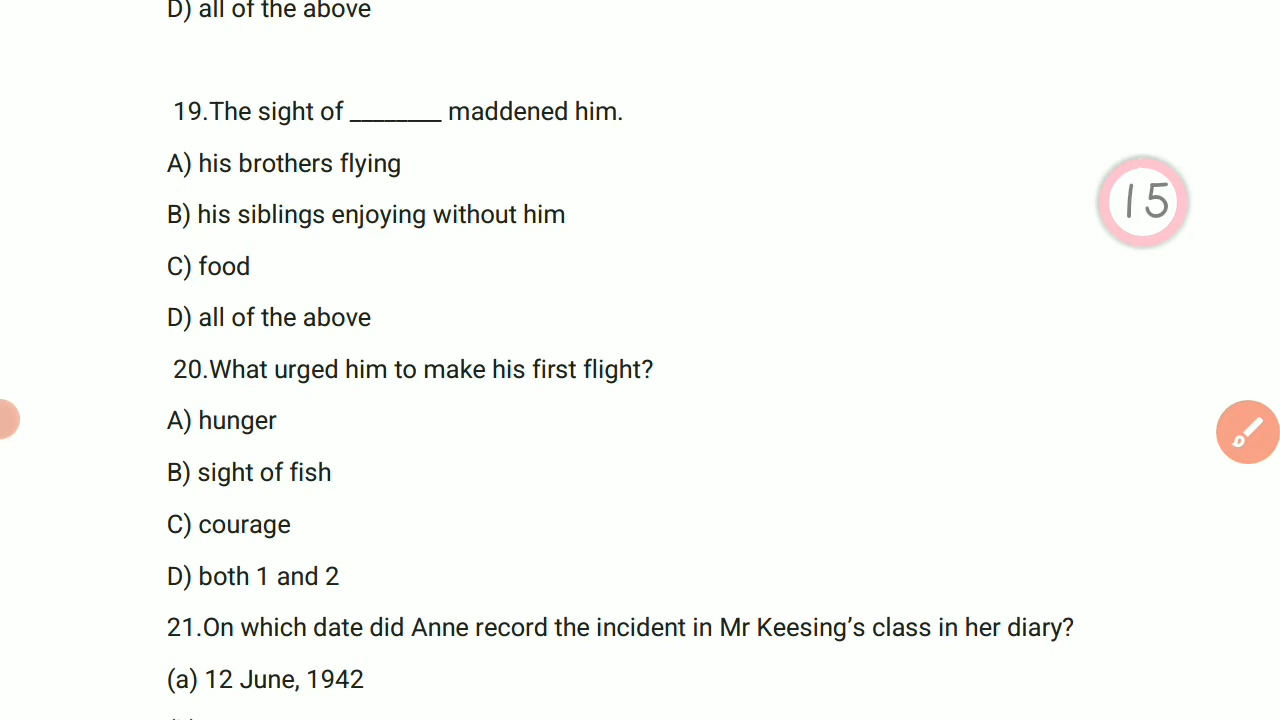 D) all of the above
19.The sight of _______ maddened him.
A) his brothers flying
15
B) his siblings enjoying without him
C) food
D) all of the above
20.What urged him to make his first flight?
A) hunger
B) sight of fish
C) courage
D) both 1 and 2
21.On which date did Anne record the incident in Mr Keesing’s class in her diary?
(a) 12 June, 1942